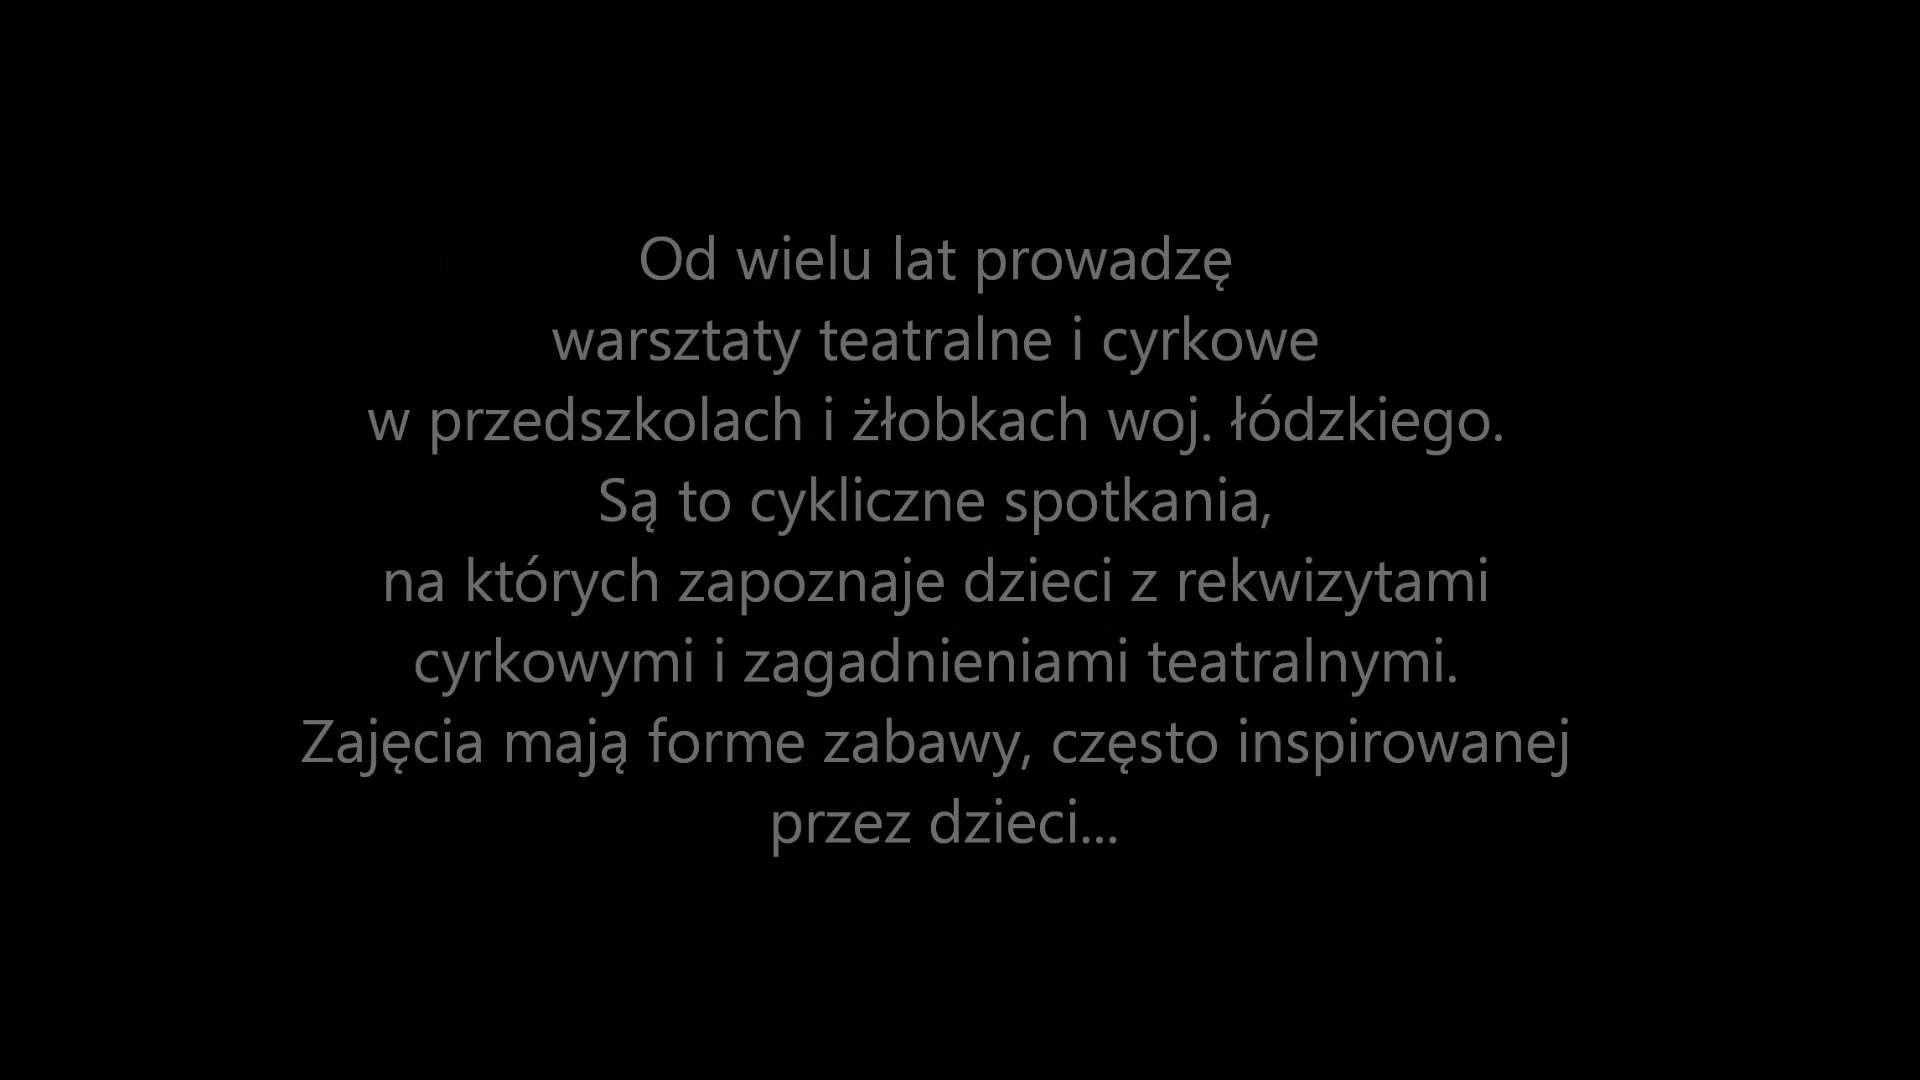 Od wielu lat prowadzę
warsztaty teatralne i cyrkowe
w przedszkolach i żłobkach woj. łódzkiego.
Są to cykliczne spotkania,
na których zapoznaje dzieci z rekwizytami
cyrkowymi i zagadnieniami teatralnymi.
Zajęcia mają forme zabawy, często inspirowanej
przez dzieci...